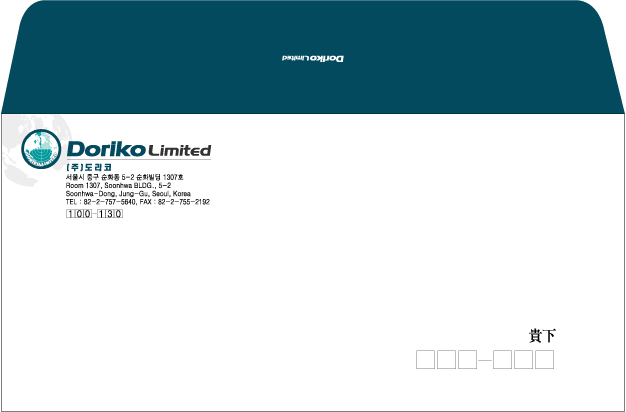 Doriko Limited
Doriko Limited
(주)도리코
서울시 중구 순화동 5-2 순화빌딩 1307호
Room 1307, Soonhwa BLDG., 5-2
Soonhwa-Dong, Jung-Gu, Seoul, Korea
TEL : 82-2-757-5640, FAX : 82-2-755-2192
100-130
貴下